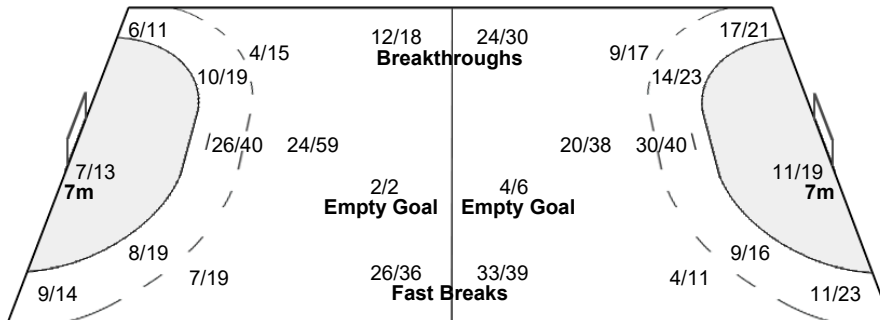 6/11 12/18 24/30 17/21
4/15 Breakthroughs 9/17
10/19 14/23
26/40 24/59 20/38 30/40
7/13 11/19
7m 2/2 4/6 7m
Empty Goal Empty Goal
8/19 9/16
7/19 26/36 33/39 4/11
9/14 Fast Breaks 11/23